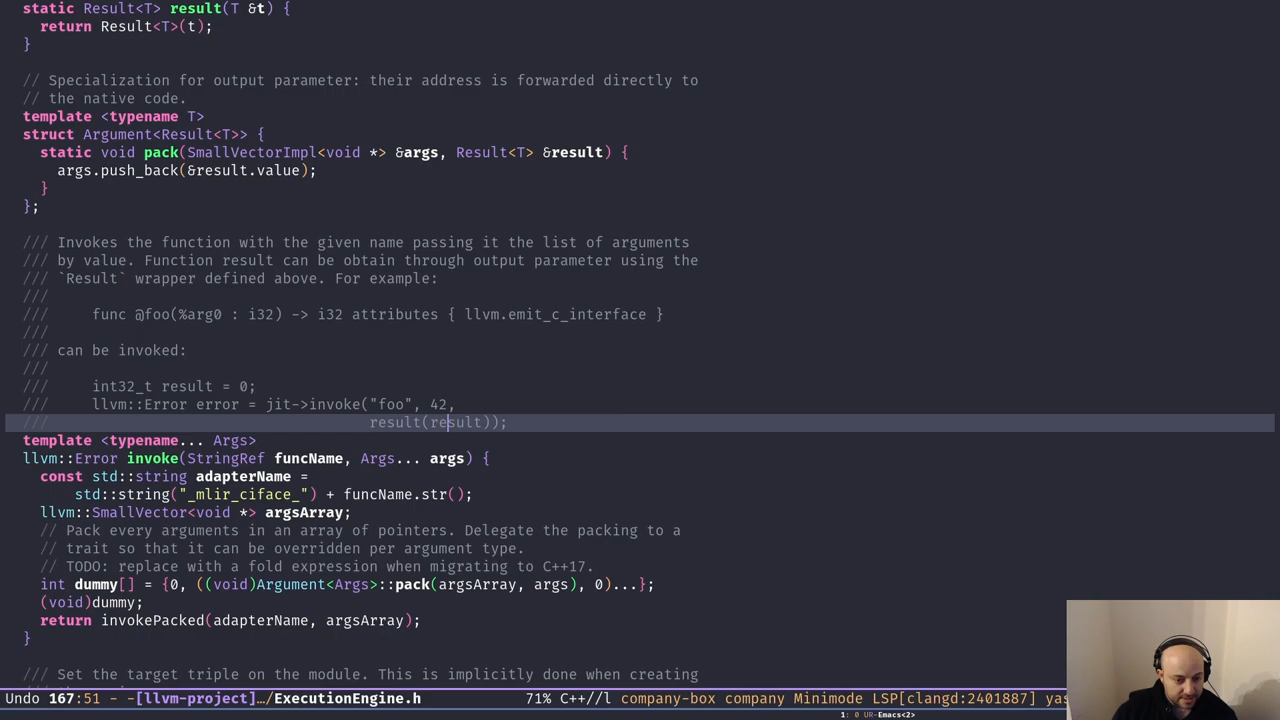 static Result<T> result(T &t) {
return Result<T>(t);
}
// Specialization for output parameter: their address is forwarded directly to
// the native code.
template <typename T>
struct Argument<Result<T>> {
static void pack(SmallVectorImpl<void *> &args, Result<T> &result) {
args.push_back(&result.value);
}
};
/// Invokes the function with the given name passing it the list of arguments
/// by value. Function result can be obtain through output parameter using the
/// `Result` wrapper defined above. For example:
///
///     func @foo(%arg0 : i32) -> i32 attributes { llvm.emit_c_interface }
///
/// can be invoked:
///
///     int32_t result = 0;
///     llvm::Error error = jit->invoke("foo", 42,
///                                     result(result));
template <typename... Args>
llvm::Error invoke(StringRef funcName, Args... args) {
const std::string adapterName =
std::string("_mlir_ciface_") + funcName.str();
llvm::SmallVector<void *> argsArray;
// Pack every arguments in an array of pointers. Delegate the packing to a
// trait so that it can be overridden per argument type.
// TODO: replace with a fold expression when migrating to C++17.
int dummy[] = {0, ((void)Argument<Args>::pack(argsArray, args), 0)...};
(void)dummy;
return invokePacked(adapterName, argsArray);
}
/// Set the target triple on the module. This is implicitly done when creating
Undo 167:51 - -[llvm-project]…/ExecutionEngine.h 71% C++//l company-box company Minimode LSP[clangd:2401887] yas
1: 0 UR-Emacs<2>